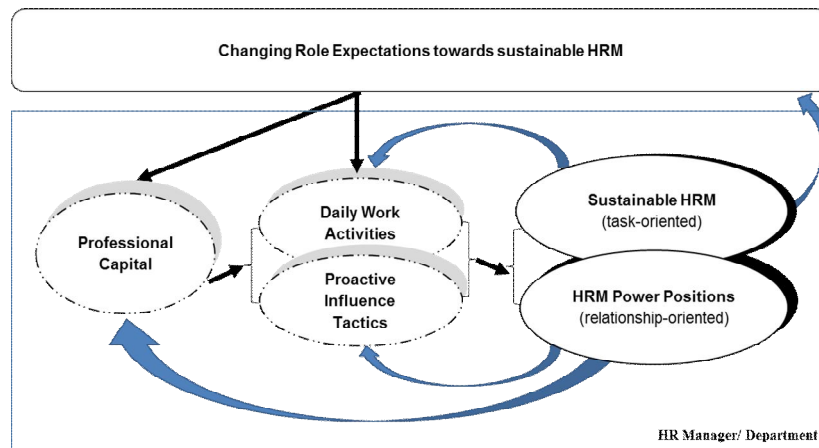 Changing Role Expectations towards sustainable HRM
Professional
Capital
Daily Work
Activities
Proactive
Influence
Tactics
Sustainable HRM
(task-oriented)
HRM Power Positions
(relationship-oriented)
HR Manager/ Department